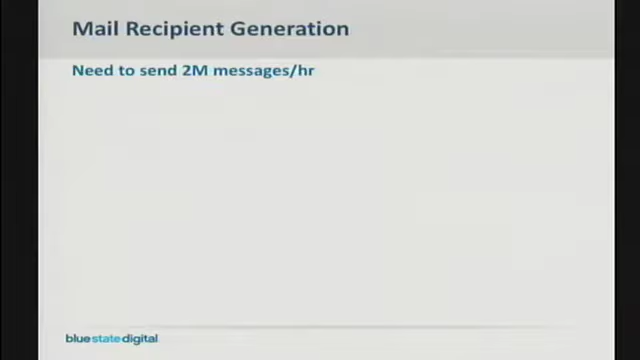 Mail Recipient Generation
Need to send 2M messages/hr
bluestatedigital